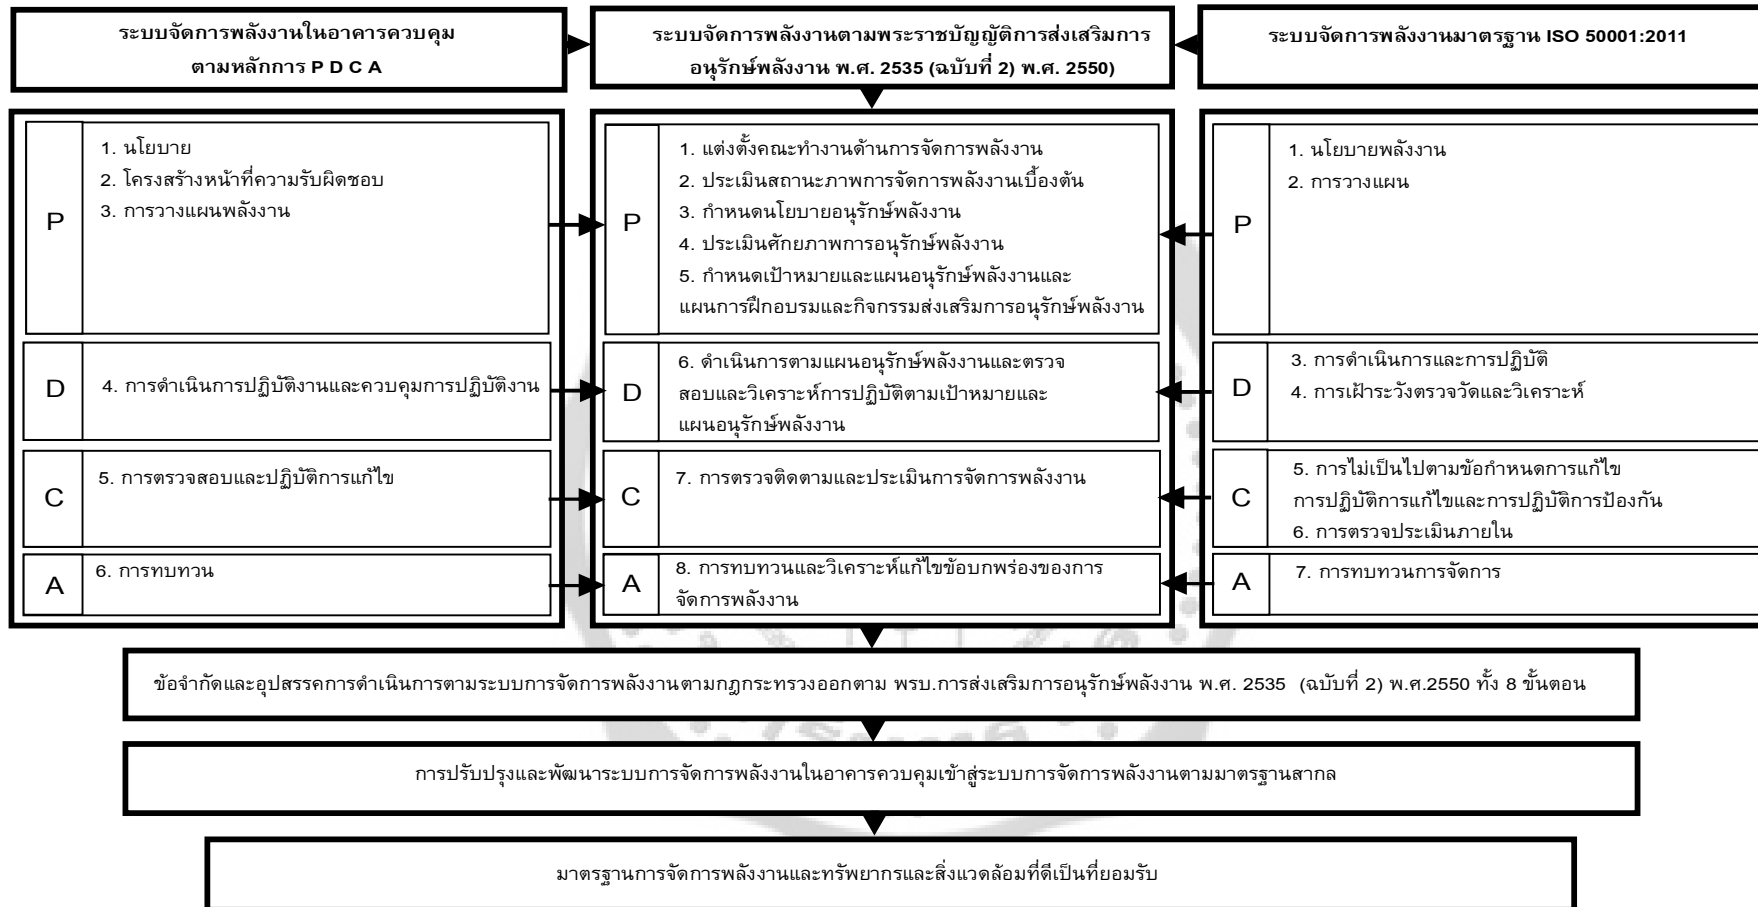 ระบบจัดการพลังงานในอาคารควบคุม
ตามหลักการ P D C A
ระบบจัดการพลังงานตามพระราชบัญญัติการส่งเสริมการ
อนุรักษ์พลังงาน พ.ศ. 2535 (ฉบับที่ 2) พ.ศ. 2550)
ระบบจัดการพลังงานมาตรฐาน ISO 50001:2011
P
1. นโยบาย
2. โครงสร้างหน้าที่ความรับผิดชอบ
3. การวางแผนพลังงาน
D
4. การดำเนินการปฏิบัติงานและควบคุมการปฏิบัติงาน
C
5. การตรวจสอบและปฏิบัติการแก้ไข
A
6. การทบทวน
P
1. แต่งตั้งคณะทำงานด้านการจัดการพลังงาน
2. ประเมินสถานะภาพการจัดการพลังงานเบื้องต้น
3. กำหนดนโยบายอนุรักษ์พลังงาน
4. ประเมินศักยภาพการอนุรักษ์พลังงาน
5. กำหนดเป้าหมายและแผนอนุรักษ์พลังงานและ
แผนการฝึกอบรมและกิจกรรมส่งเสริมการอนุรักษ์พลังงาน
D
6. ดำเนินการตามแผนอนุรักษ์พลังงานและตรวจ
สอบและวิเคราะห์การปฏิบัติตามเป้าหมายและ
แผนอนุรักษ์พลังงาน
C
7. การตรวจติดตามและประเมินการจัดการพลังงาน
A
8. การทบทวนและวิเคราะห์แก้ไขข้อบกพร่องของการ
จัดการพลังงาน
P
1. นโยบายพลังงาน
2. การวางแผน
D
3. การดำเนินการและการปฏิบัติ
4. การเฝ้าระวังตรวจวัดและวิเคราะห์
C
5. การไม่เป็นไปตามข้อกำหนดการแก้ไข
การปฏิบัติการแก้ไขและการปฏิบัติการป้องกัน
6. การตรวจประเมินภายใน
A
7. การทบทวนการจัดการ
ข้อจำกัดและอุปสรรคการดำเนินการตามระบบการจัดการพลังงานตามกฎกระทรวงออกตาม พรบ.การส่งเสริมการอนุรักษ์พลังงาน พ.ศ. 2535 (ฉบับที่ 2) พ.ศ.2550 ทั้ง 8 ขั้นตอน
การปรับปรุงและพัฒนาระบบการจัดการพลังงานในอาคารควบคุมเข้าสู่ระบบการจัดการพลังงานตามมาตรฐานสากล
มาตรฐานการจัดการพลังงานและทรัพยากรและสิ่งแวดล้อมที่ดีเป็นที่ยอมรับ